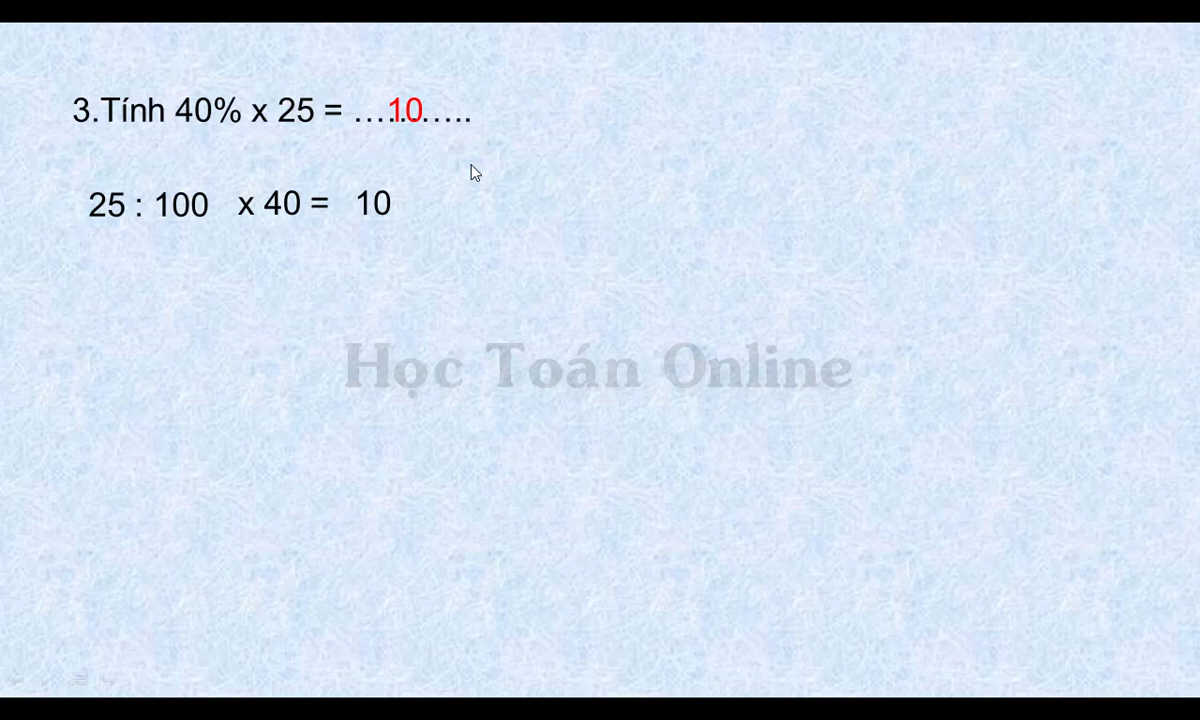 3.Tính 40% x 25 = ….10…..
25 : 100 x 40 = 10
Học Toán Online